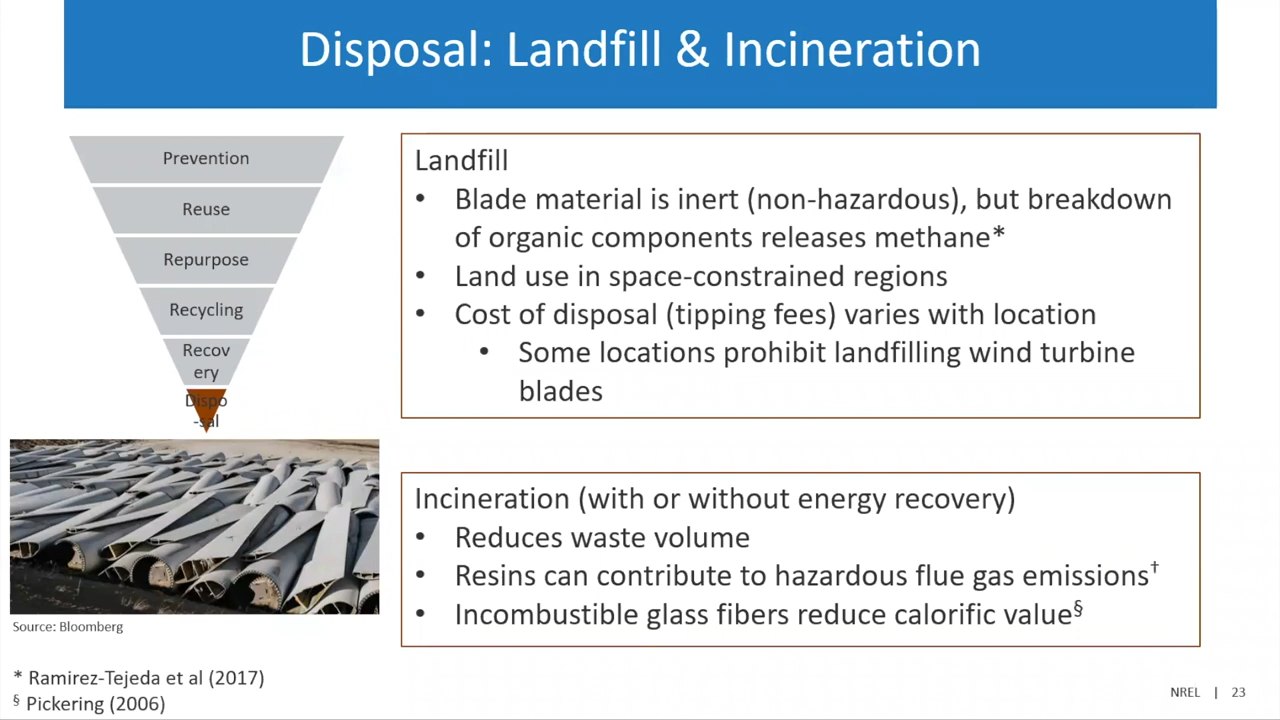 Disposal: Landfill & Incineration
Prevention
Reuse
Repurpose
Recycling
Recov
ery
Dispo
-sal
Landfill
• Blade material is inert (non-hazardous), but breakdown
of organic components releases methane*
• Land use in space-constrained regions
• Cost of disposal (tipping fees) varies with location
• Some locations prohibit landfilling wind turbine
blades
Incineration (with or without energy recovery)
• Reduces waste volume
• Resins can contribute to hazardous flue gas emissions†
• Incombustible glass fibers reduce calorific value§
Source: Bloomberg
* Ramirez-Tejeda et al (2017)
§ Pickering (2006)
NREL | 23